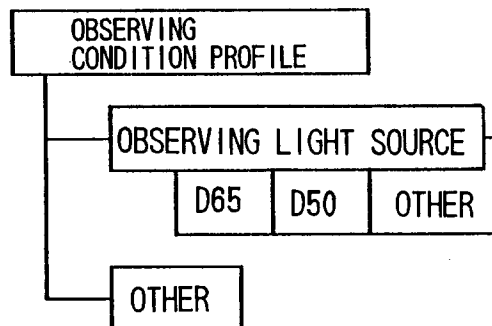 OBSERVING
CONDITION PROFILE
OBSERVING LIGHT SOURCE
D65 D50 OTHER
OTHER